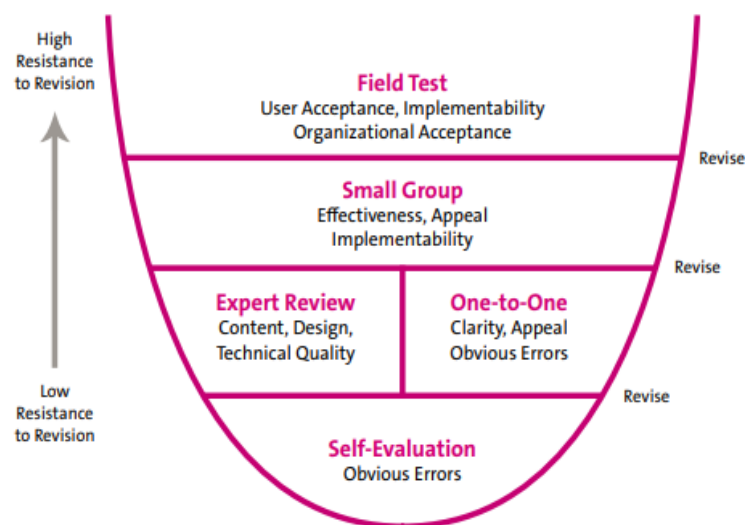 High
Resistance
to Revision
Field Test
User Acceptance, Implementability
Organizational Acceptance
Revise
Small Group
Effectiveness, Appeal
Implementability
Revise
Expert Review
Content, Design,
Technical Quality
One-to-One
Clarity, Appeal
Obvious Errors
Low
Resistance
to Revision
Revise
Self-Evaluation
Obvious Errors